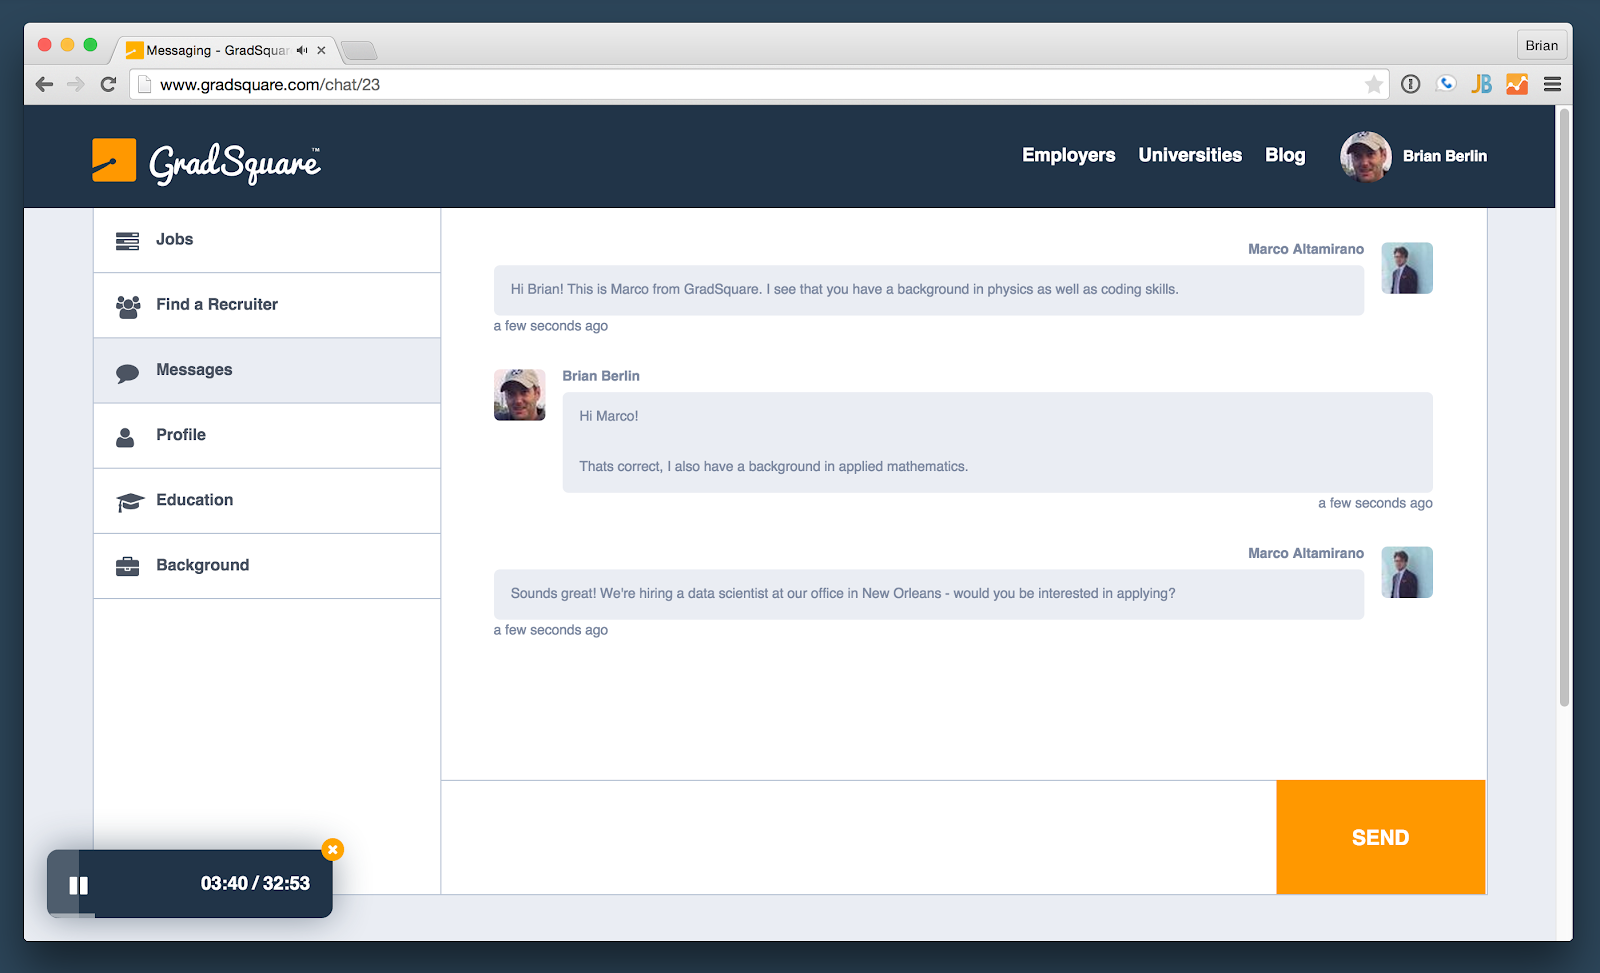 Messaging - GradSquar
Brian
www.gradsquare.com/chat/23
JB
GradSquare™
Employers
Universities
Blog
Brian Berlin
Jobs
Find a Recruiter
Messages
Profile
Education
Background
Marco Altamirano
Hi Brian! This is Marco from GradSquare. I see that you have a background in physics as well as coding skills.
a few seconds ago
Brian Berlin
Hi Marco!
Thats correct, I also have a background in applied mathematics.
a few seconds ago
Marco Altamirano
Sounds great! We're hiring a data scientist at our office in New Orleans - would you be interested in applying?
a few seconds ago
SEND
03:40 / 32:53